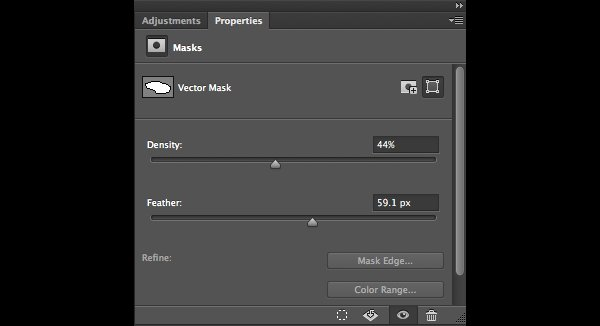 Adjustments Properties
Masks
Vector Mask
Density: 44%
Feather: 59.1 px
Refine: Mask Edge...
Color Range...